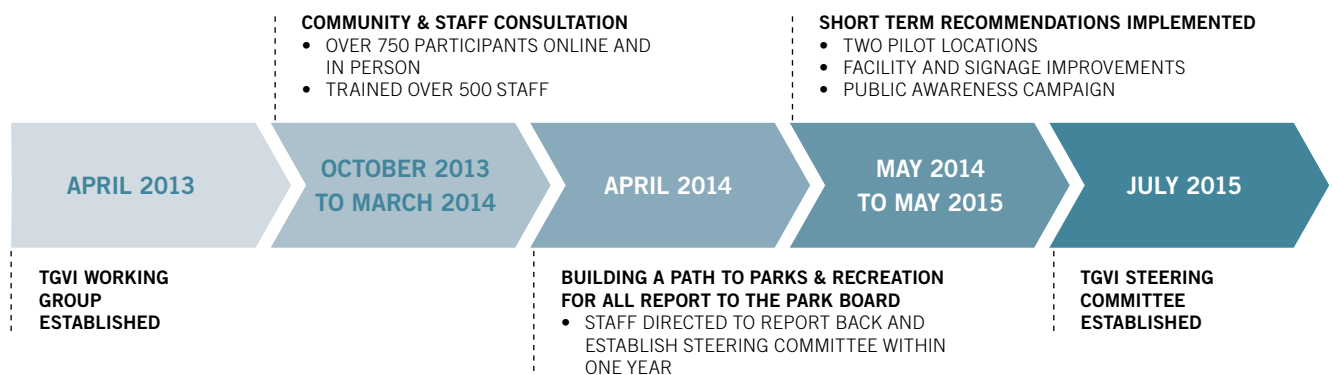 COMMUNITY & STAFF CONSULTATION
• OVER 750 PARTICIPANTS ONLINE AND
IN PERSON
• TRAINED OVER 500 STAFF
SHORT TERM RECOMMENDATIONS IMPLEMENTED
• TWO PILOT LOCATIONS
• FACILITY AND SIGNAGE IMPROVEMENTS
• PUBLIC AWARENESS CAMPAIGN
APRIL 2013
OCTOBER 2013
TO MARCH 2014
APRIL 2014
MAY 2014
TO MAY 2015
JULY 2015
TGVI WORKING
GROUP
ESTABLISHED
BUILDING A PATH TO PARKS & RECREATION
FOR ALL REPORT TO THE PARK BOARD
• STAFF DIRECTED TO REPORT BACK AND
ESTABLISH STEERING COMMITTEE WITHIN
ONE YEAR
TGVI STEERING
COMMITTEE
ESTABLISHED